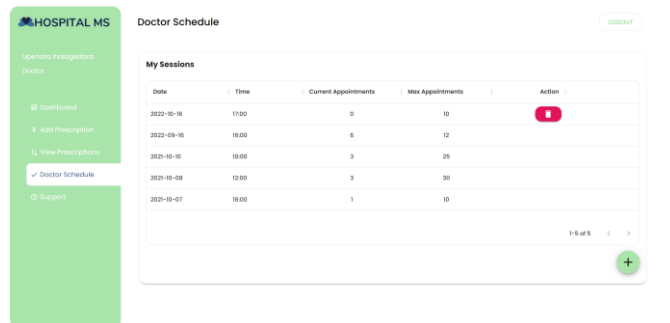 HOSPITAL MS
Doctor Schedule
LOGOUT
Upendra Ihalagedara
Doctor
Dashboard
Add Prescription
View Prescriptions
Doctor Schedule
Support
My Sessions
Date Time Current Appointments Max Appointments Action
2022-10-16 17:00 0 10
2022-09-16 16:00 6 12
2021-10-10 10:00 3 25
2021-10-08 12:00 3 30
2021-10-07 16:00 1 10
1-5 of 5